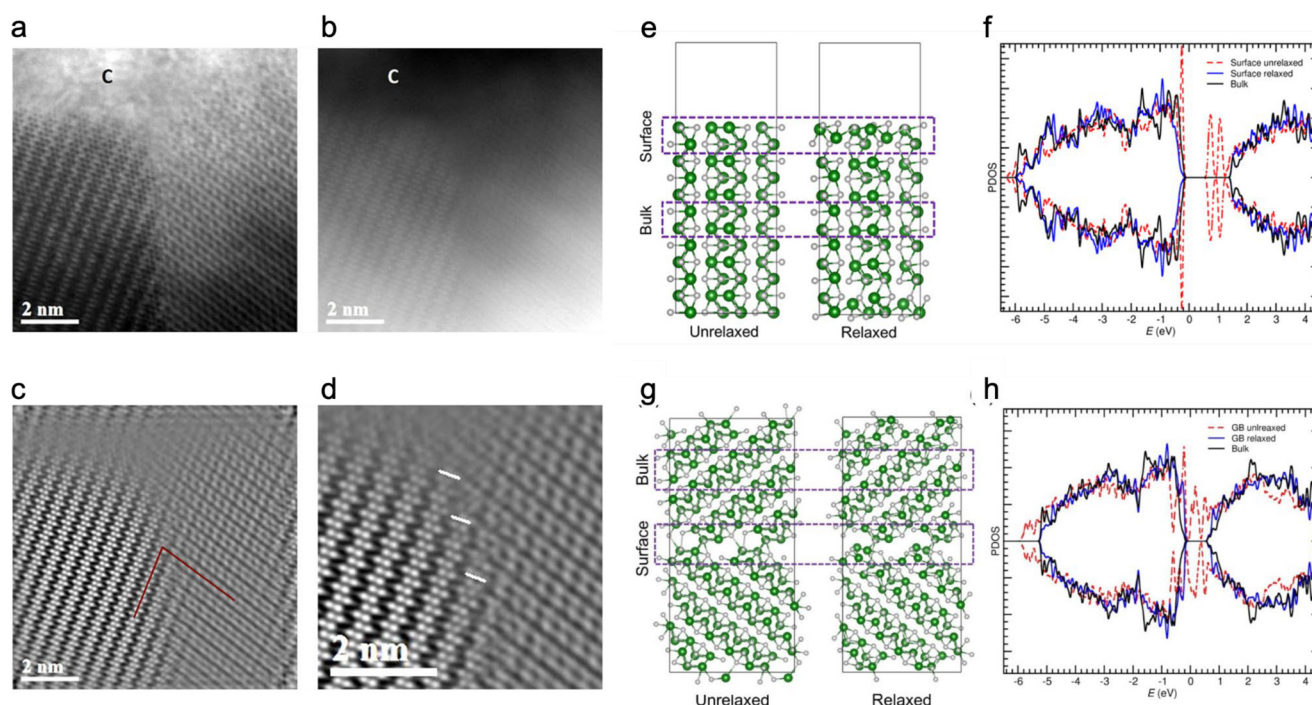 a
b
e
f
C
C
2 nm
2 nm
Surface
Bulk
Unrelaxed
Relaxed
Surface unrelaxed
Surface relaxed
Bulk
PDOS
-6 -5 -4 -3 -2 -1 0 1 2 3 4
E (eV)
c
d
g
h
2 nm
2 nm
Bulk
Surface
Unrelaxed
Relaxed
GB unlreaxed
GB relaxed
Bulk
PDOS
-6 -5 -4 -3 -2 -1 0 1 2 3 4
E (eV)